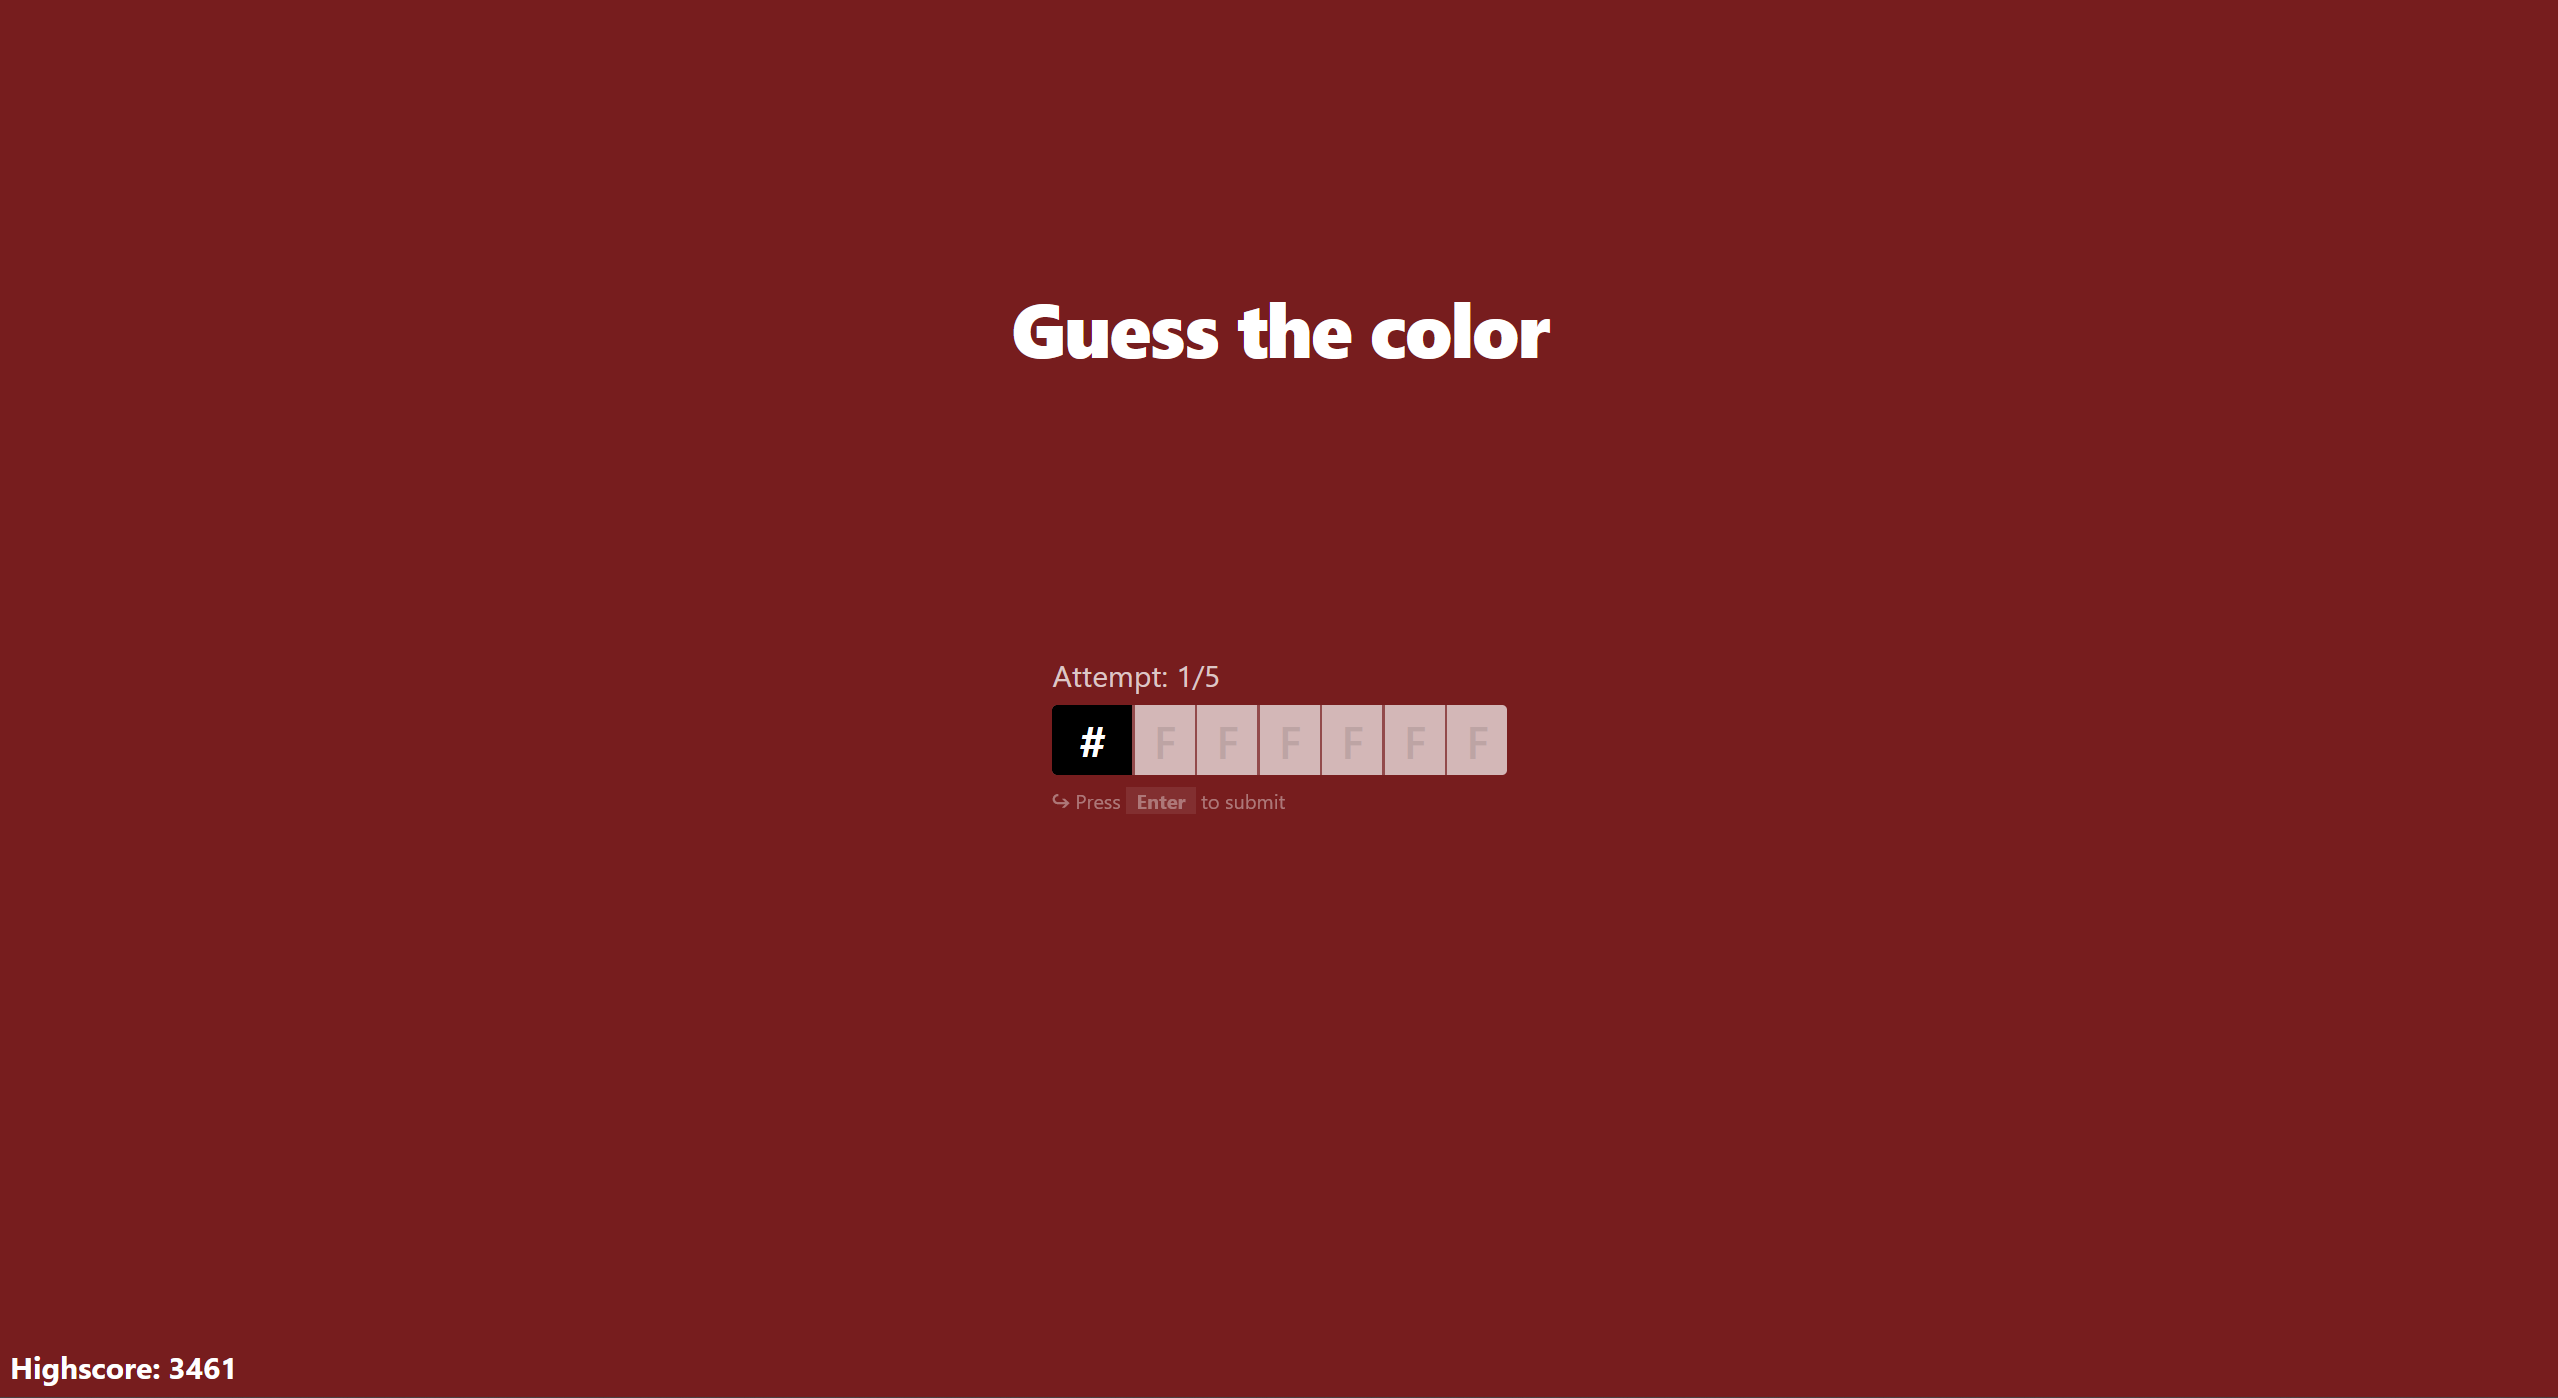 Guess the color
Attempt: 1/5
# F F F F F F
↪ Press Enter to submit
Highscore: 3461